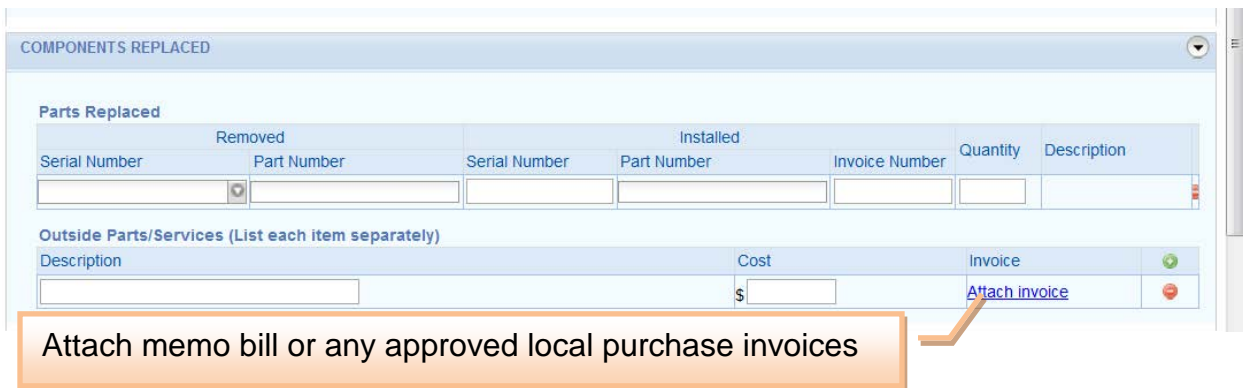 COMPONENTS REPLACED
Parts Replaced
Removed Installed Quantity Description
Serial Number Part Number Serial Number Part Number Invoice Number
Outside Parts/Services (List each item separately)
Description Cost Invoice
$ Attach invoice
Attach memo bill or any approved local purchase invoices